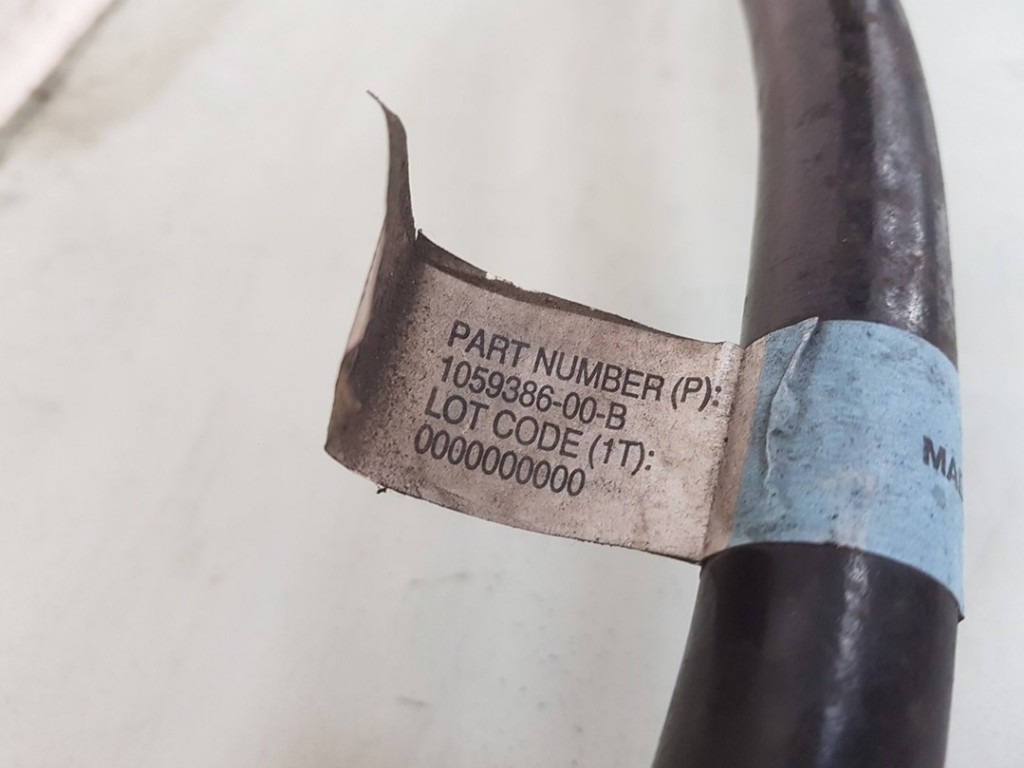 PART NUMBER (P):
1059386-00-B
LOT CODE (1T):
0000000000